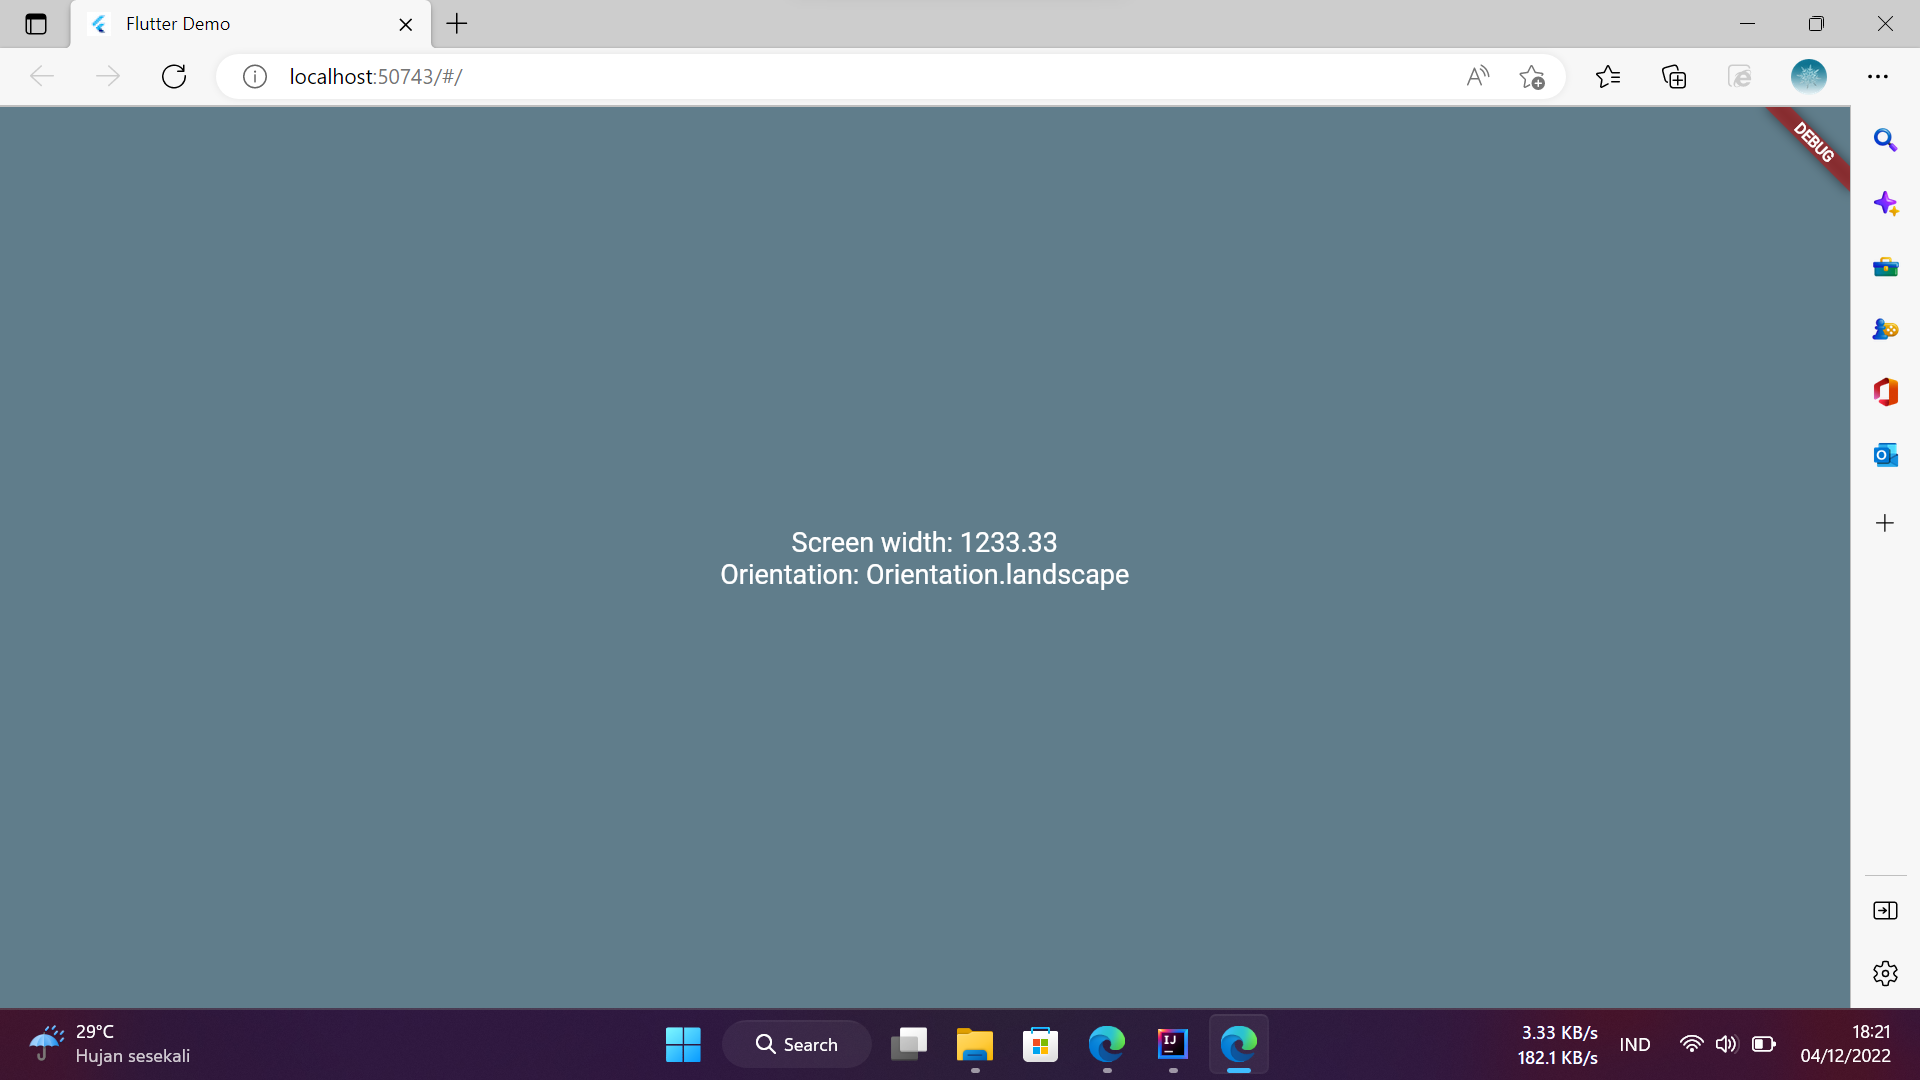 Flutter Demo
localhost:50743/#/
DEBUG
Screen width: 1233.33
Orientation: Orientation.landscape
29°C
Hujan sesekali
Search
3.33 KB/s
182.1 KB/s
IND
18:21
04/12/2022